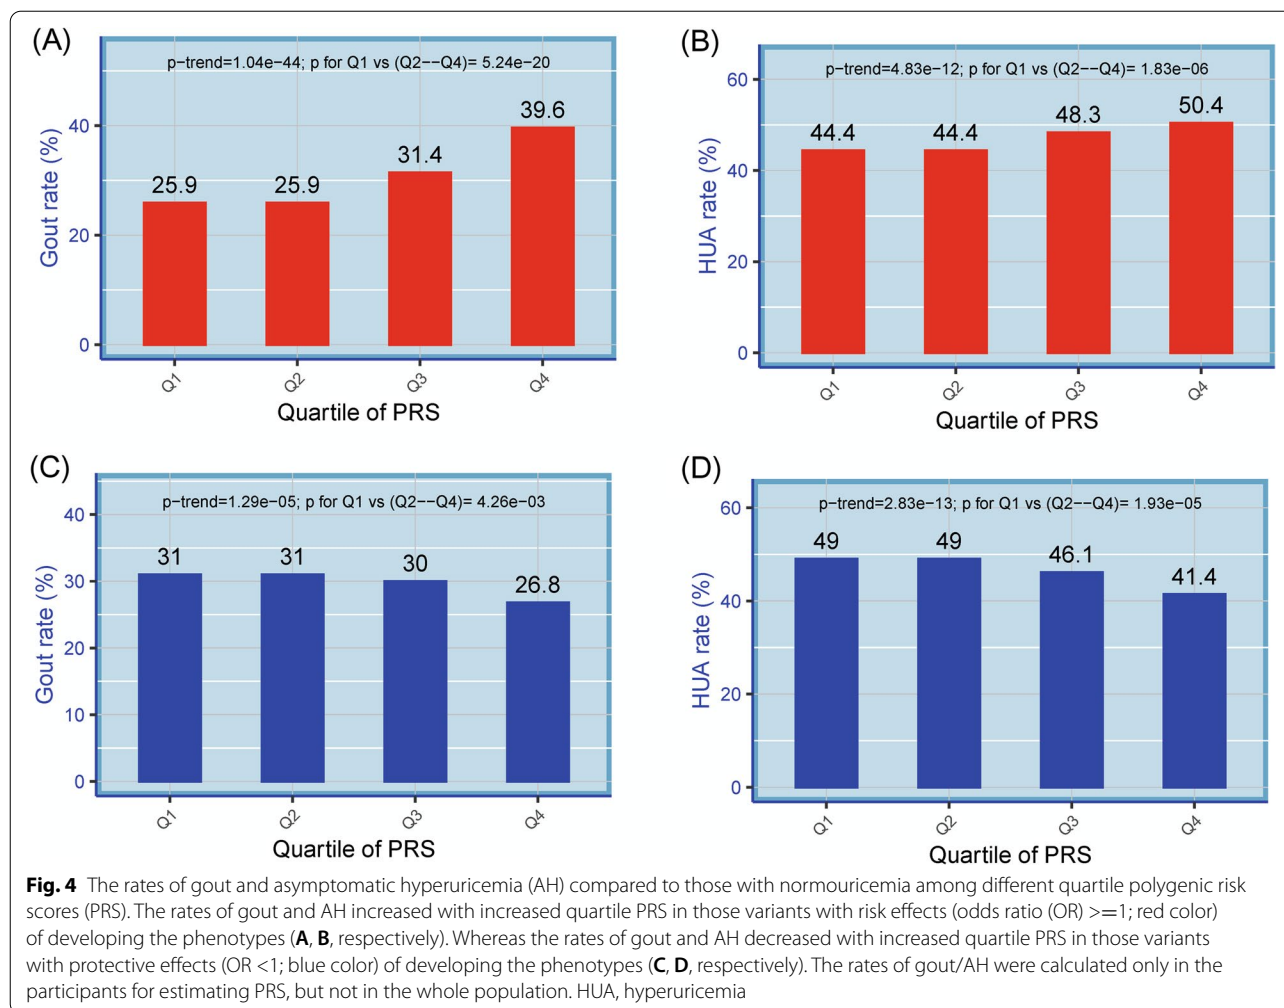 (A)
p−trend=1.04e−44; p for Q1 vs (Q2−−Q4)= 5.24e−20
Gout rate (%)
40
20
0
25.9
25.9
31.4
39.6
Q1
Q2
Q3
Q4
Quartile of PRS
(B)
p−trend=4.83e−12; p for Q1 vs (Q2−−Q4)= 1.83e−06
HUA rate (%)
60
40
20
0
44.4
44.4
48.3
50.4
Q1
Q2
Q3
Q4
Quartile of PRS
(C)
p−trend=1.29e−05; p for Q1 vs (Q2−−Q4)= 4.26e−03
Gout rate (%)
40
30
20
10
0
31
31
30
26.8
Q1
Q2
Q3
Q4
Quartile of PRS
(D)
p−trend=2.83e−13; p for Q1 vs (Q2−−Q4)= 1.93e−05
HUA rate (%)
60
40
20
0
49
49
46.1
41.4
Q1
Q2
Q3
Q4
Quartile of PRS
Fig. 4 The rates of gout and asymptomatic hyperuricemia (AH) compared to those with normouricemia among different quartile polygenic risk
scores (PRS). The rates of gout and AH increased with increased quartile PRS in those variants with risk effects (odds ratio (OR) >=1; red color)
of developing the phenotypes (A, B, respectively). Whereas the rates of gout and AH decreased with increased quartile PRS in those variants
with protective effects (OR <1; blue color) of developing the phenotypes (C, D, respectively). The rates of gout/AH were calculated only in the
participants for estimating PRS, but not in the whole population. HUA, hyperuricemia